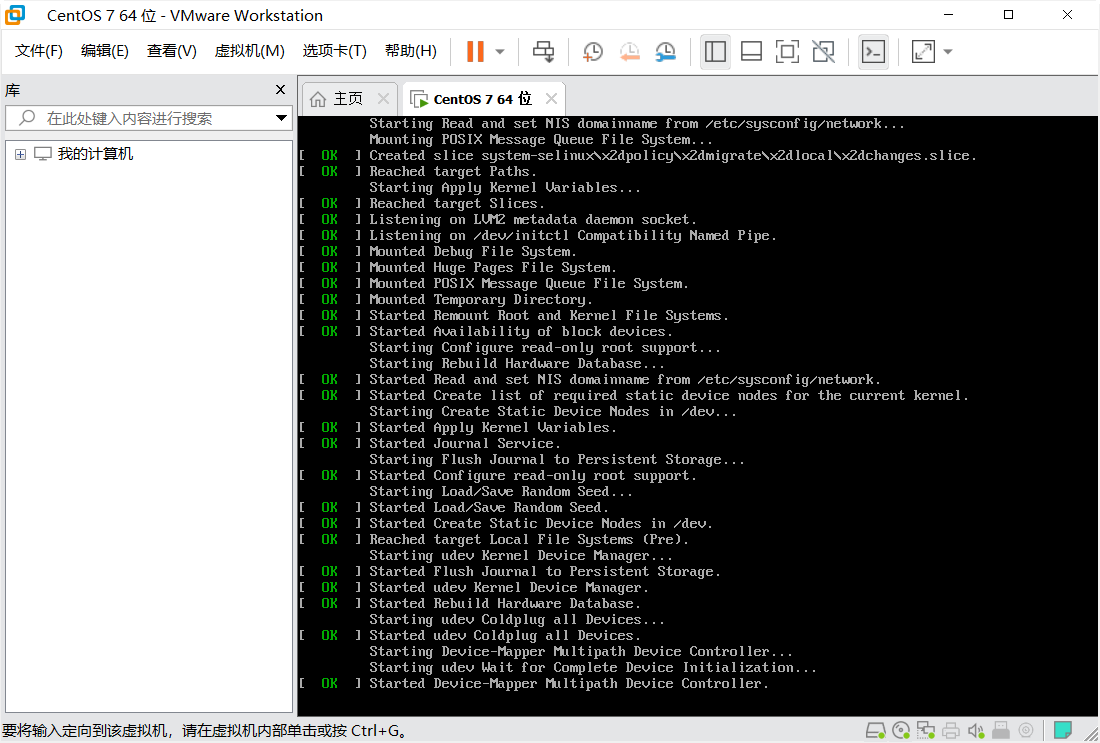 CentOS 7 64 位 - VMware Workstation
文件(F) 编辑(E) 查看(V) 虚拟机(M) 选项卡(T) 帮助(H)
库
在此处键入内容进行搜索
我的计算机
主页 CentOS 7 64 位
Starting Read and set NIS domainname from /etc/sysconfig/network...
Mounting POSIX Message Queue File System...
[  OK  ] Created slice system-selinux\x2dpolicy\x2dmigrate\x2dlocal\x2dchanges.slice.
[  OK  ] Reached target Paths.
Starting Apply Kernel Variables...
[  OK  ] Reached target Slices.
[  OK  ] Listening on LVM2 metadata daemon socket.
[  OK  ] Listening on /dev/initctl Compatibility Named Pipe.
[  OK  ] Mounted Debug File System.
[  OK  ] Mounted Huge Pages File System.
[  OK  ] Mounted POSIX Message Queue File System.
[  OK  ] Mounted Temporary Directory.
[  OK  ] Started Remount Root and Kernel File Systems.
[  OK  ] Started Availability of block devices.
Starting Configure read-only root support...
Starting Rebuild Hardware Database...
[  OK  ] Started Read and set NIS domainname from /etc/sysconfig/network.
[  OK  ] Started Create list of required static device nodes for the current kernel.
Starting Create Static Device Nodes in /dev...
[  OK  ] Started Apply Kernel Variables.
[  OK  ] Started Journal Service.
Starting Flush Journal to Persistent Storage...
[  OK  ] Started Configure read-only root support.
Starting Load/Save Random Seed...
[  OK  ] Started Load/Save Random Seed.
[  OK  ] Started Create Static Device Nodes in /dev.
[  OK  ] Reached target Local File Systems (Pre).
Starting udev Kernel Device Manager...
[  OK  ] Started Flush Journal to Persistent Storage.
[  OK  ] Started udev Kernel Device Manager.
[  OK  ] Started Rebuild Hardware Database.
Starting udev Coldplug all Devices...
[  OK  ] Started udev Coldplug all Devices.
Starting Device-Mapper Multipath Device Controller...
Starting udev Wait for Complete Device Initialization...
[  OK  ] Started Device-Mapper Multipath Device Controller.
要将输入定向到该虚拟机，请在虚拟机内部单击或按 Ctrl+G。